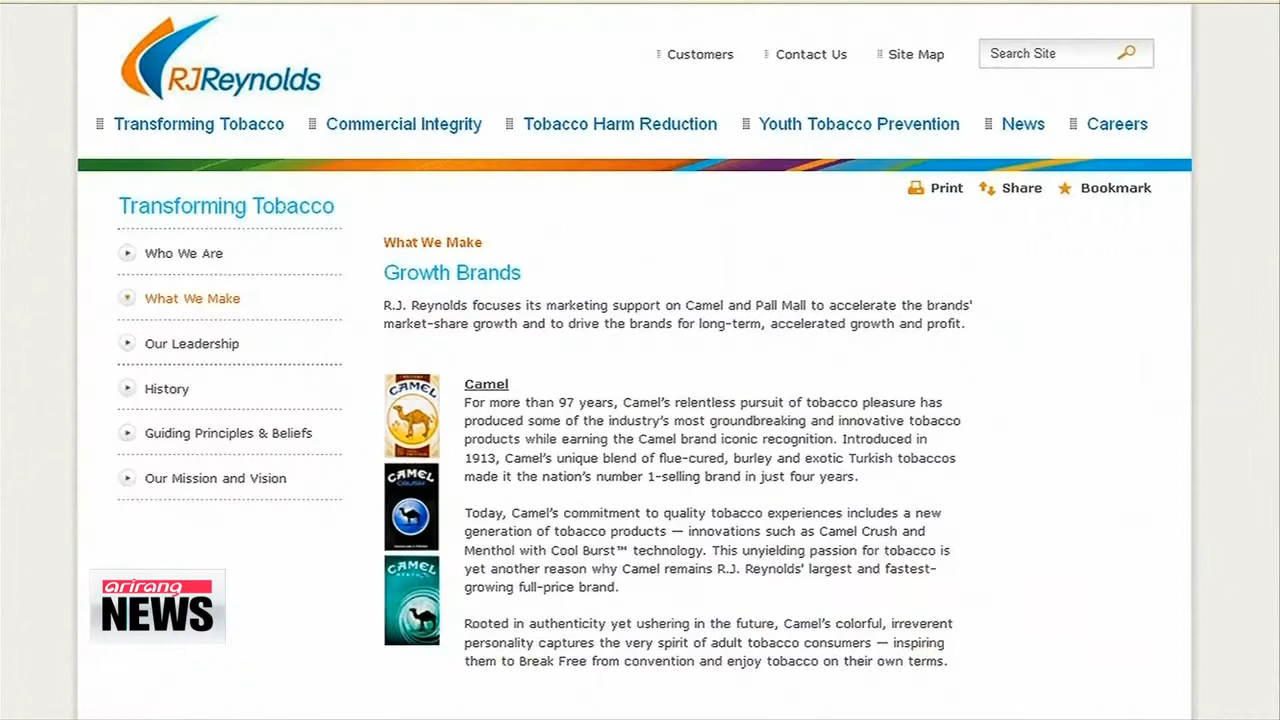 RJReynolds
Customers
Contact Us
Site Map
Search Site
Transforming Tobacco
Commercial Integrity
Tobacco Harm Reduction
Youth Tobacco Prevention
News
Careers
Print
Share
Bookmark
Transforming Tobacco
Who We Are
What We Make
Our Leadership
History
Guiding Principles & Beliefs
Our Mission and Vision
What We Make
Growth Brands
R.J. Reynolds focuses its marketing support on Camel and Pall Mall to accelerate the brands'
market-share growth and to drive the brands for long-term, accelerated growth and profit.
CAMEL
CAMEL
CRUSH
CAMEL
Camel
For more than 97 years, Camel's relentless pursuit of tobacco pleasure has
produced some of the industry's most groundbreaking and innovative tobacco
products while earning the Camel brand iconic recognition. Introduced in
1913, Camel's unique blend of flue-cured, burley and exotic Turkish tobaccos
made it the nation's number 1-selling brand in just four years.
Today, Camel's commitment to quality tobacco experiences includes a new
generation of tobacco products — innovations such as Camel Crush and
Menthol with Cool Burst™ technology. This unyielding passion for tobacco is
yet another reason why Camel remains R.J. Reynolds' largest and fastest-
growing full-price brand.
Rooted in authenticity yet ushering in the future, Camel's colorful, irreverent
personality captures the very spirit of adult tobacco consumers — inspiring
them to Break Free from convention and enjoy tobacco on their own terms.
arirang
NEWS